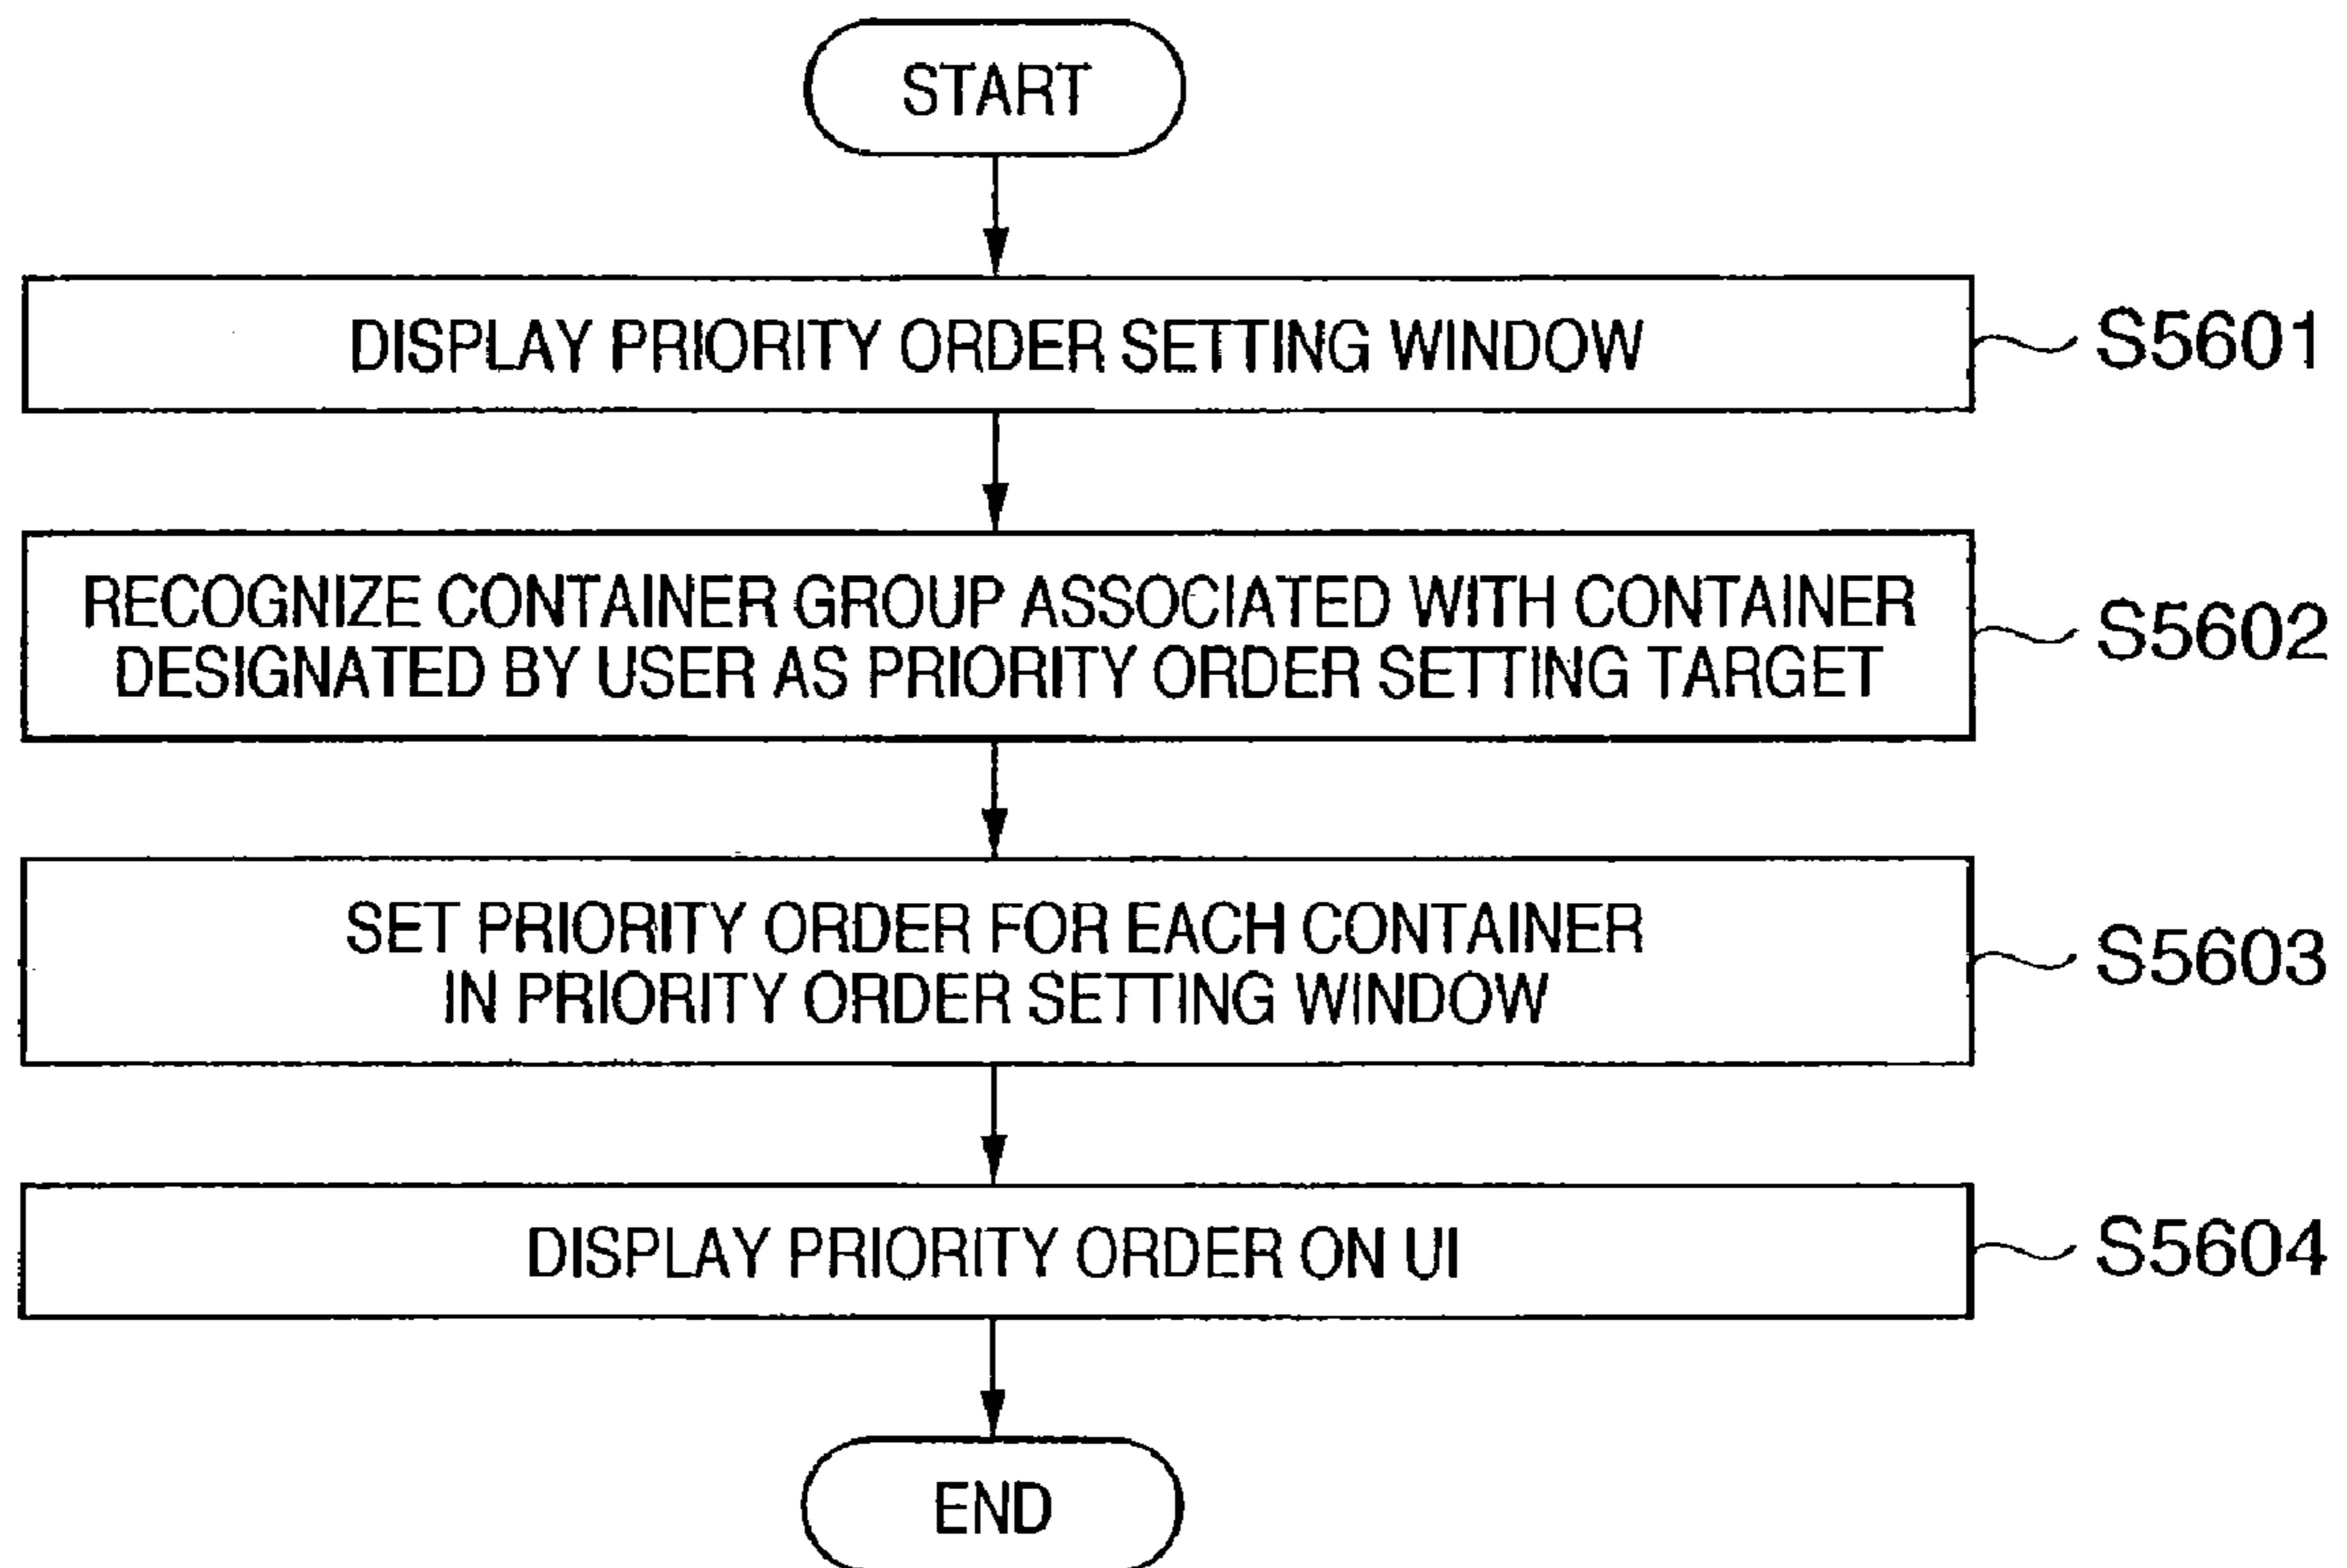 START
DISPLAY PRIORITY ORDER SETTING WINDOW
S5601
RECOGNIZE CONTAINER GROUP ASSOCIATED WITH CONTAINER
DESIGNATED BY USER AS PRIORITY ORDER SETTING TARGET
S5602
SET PRIORITY ORDER FOR EACH CONTAINER
IN PRIORITY ORDER SETTING WINDOW
S5603
DISPLAY PRIORITY ORDER ON UI
S5604
END